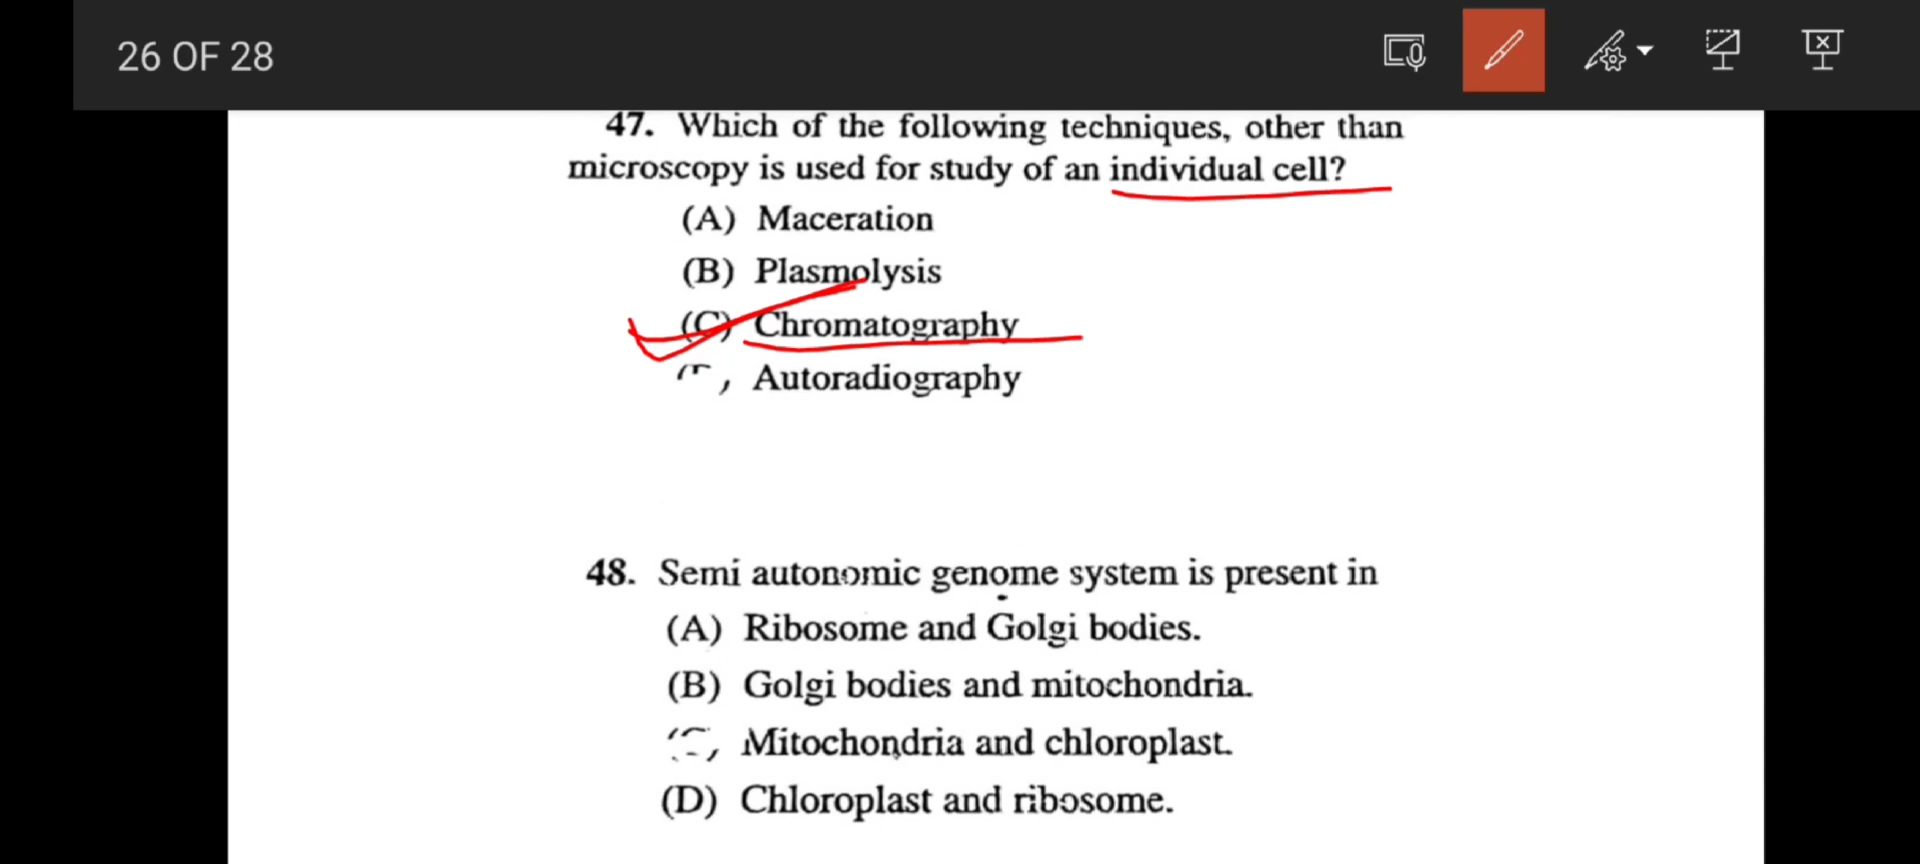 26 OF 28
47. Which of the following techniques, other than
microscopy is used for study of an individual cell?
(A) Maceration
(B) Plasmolysis
(C) Chromatography
Autoradiography
48. Semi autonomic genome system is present in
(A) Ribosome and Golgi bodies.
(B) Golgi bodies and mitochondria.
Mitochondria and chloroplast.
(D) Chloroplast and ribosome.